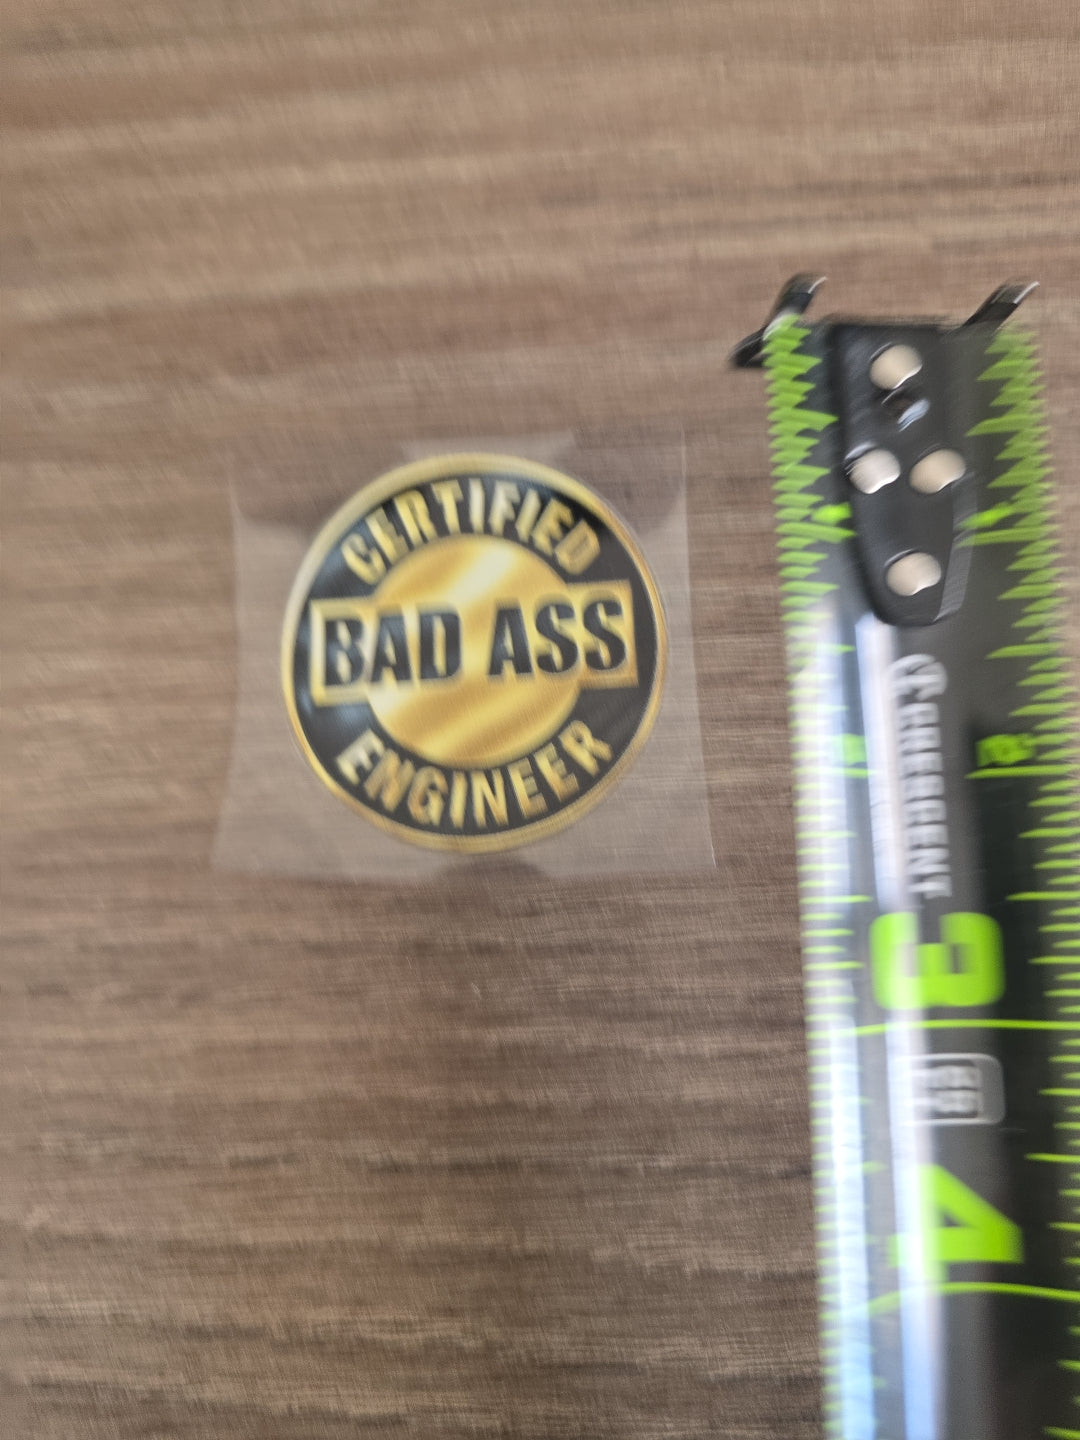 CERTIFIED
BAD ASS
ENGINEER
CRESCENT
3
4